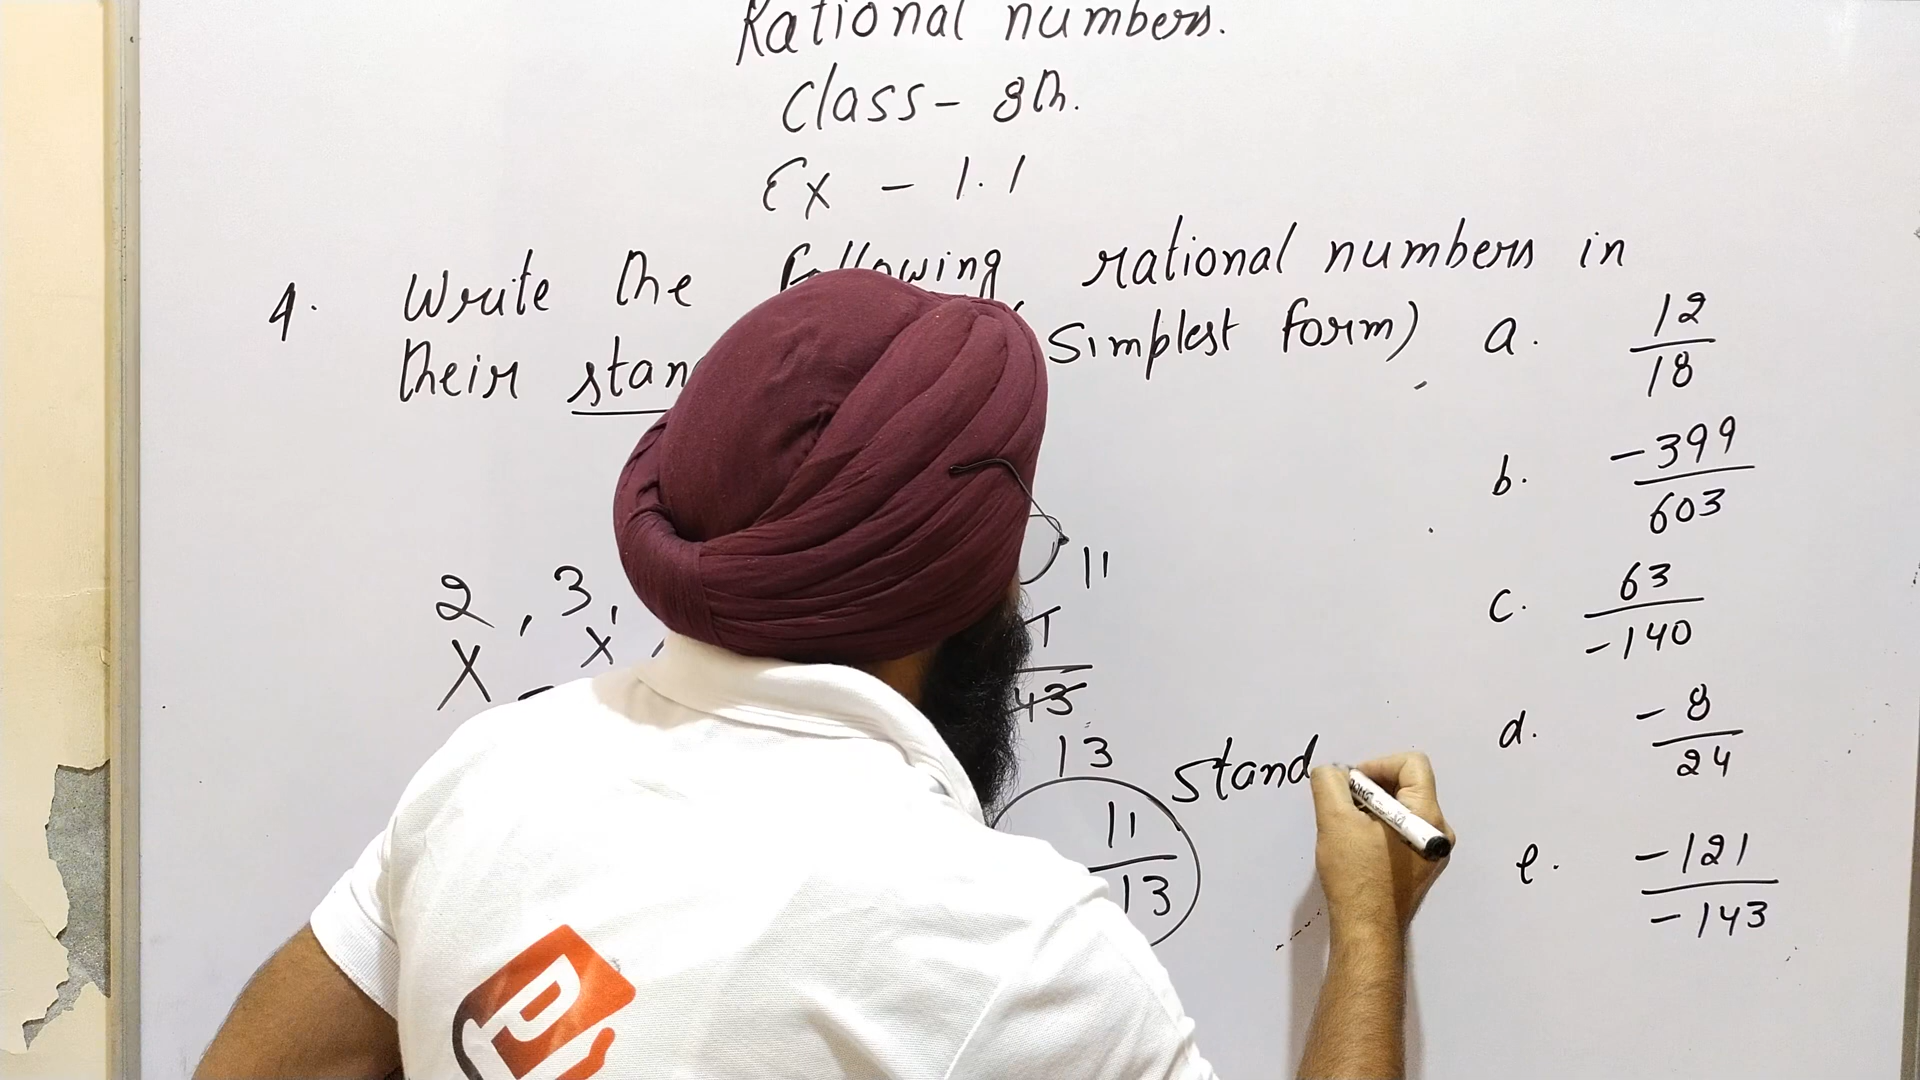 Rational numbers.
Class - 8th.
Ex - 1.1
4. Write the following rational numbers in
their stan simplest form) a. 12/18
b. -399/603
c. 63/-140
d. -8/24
e. -121/-143
2, 3,
X X
11
43
13
11/13
stand